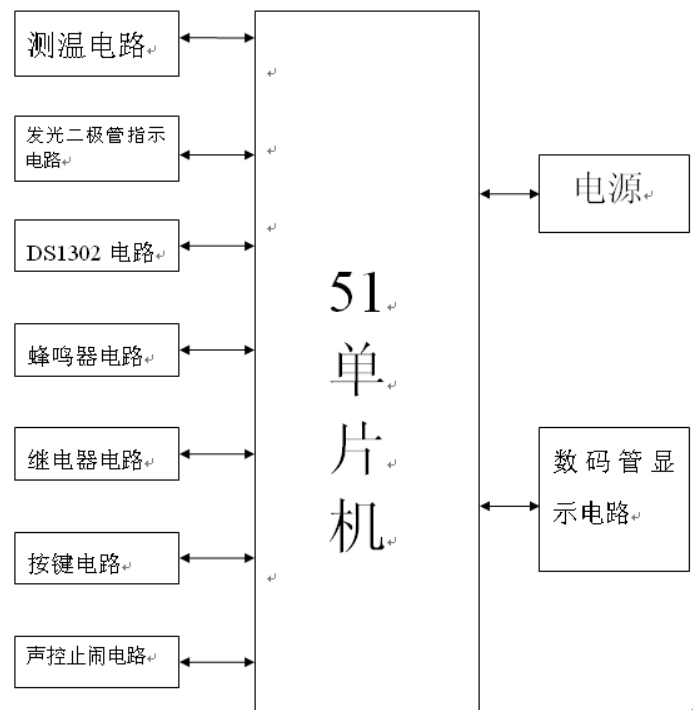 测温电路
发光二极管指示
电路
DS1302 电路
蜂鸣器电路
继电器电路
按键电路
声控止闹电路
51
单
片
机
电源
数码管显
示电路